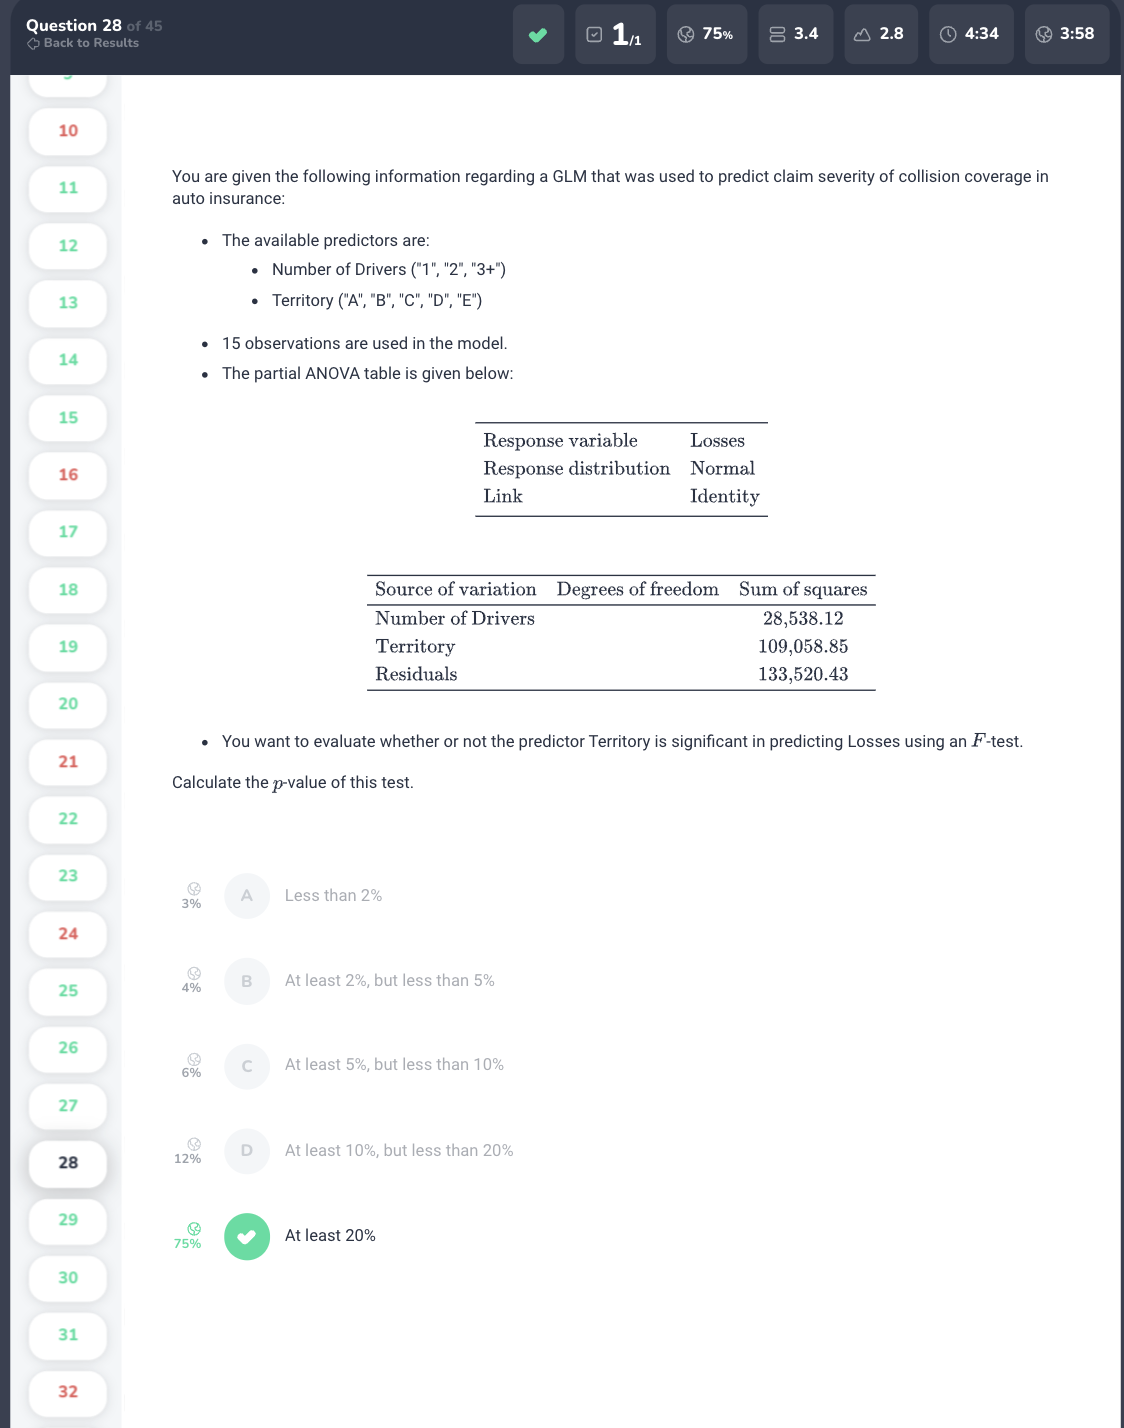 Question 28 of 45
Back to Results
1/1
75%
3.4
2.8
4:34
3:58
10
11
12
13
14
15
16
17
18
19
20
21
22
23
24
25
26
27
28
29
30
31
32
You are given the following information regarding a GLM that was used to predict claim severity of collision coverage in
auto insurance:
• The available predictors are:
• Number of Drivers ("1", "2", "3+")
• Territory ("A", "B", "C", "D", "E")
• 15 observations are used in the model.
• The partial ANOVA table is given below:
Response variable Losses
Response distribution Normal
Link Identity
Source of variation Degrees of freedom Sum of squares
Number of Drivers 28,538.12
Territory 109,058.85
Residuals 133,520.43
• You want to evaluate whether or not the predictor Territory is significant in predicting Losses using an F-test.
Calculate the p-value of this test.
3% A Less than 2%
4% B At least 2%, but less than 5%
6% C At least 5%, but less than 10%
12% D At least 10%, but less than 20%
75% At least 20%